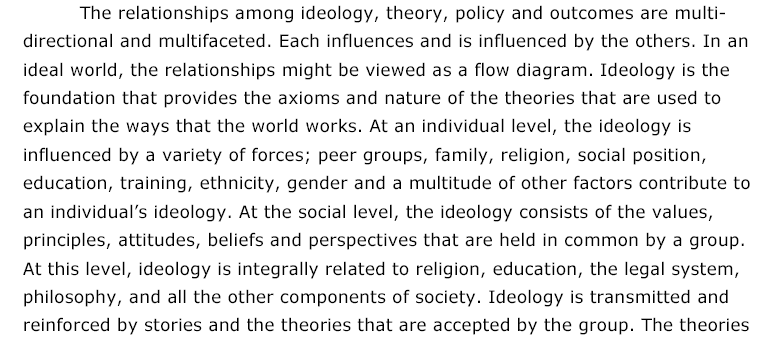 The relationships among ideology, theory, policy and outcomes are multi-
directional and multifaceted. Each influences and is influenced by the others. In an
ideal world, the relationships might be viewed as a flow diagram. Ideology is the
foundation that provides the axioms and nature of the theories that are used to
explain the ways that the world works. At an individual level, the ideology is
influenced by a variety of forces; peer groups, family, religion, social position,
education, training, ethnicity, gender and a multitude of other factors contribute to
an individual’s ideology. At the social level, the ideology consists of the values,
principles, attitudes, beliefs and perspectives that are held in common by a group.
At this level, ideology is integrally related to religion, education, the legal system,
philosophy, and all the other components of society. Ideology is transmitted and
reinforced by stories and the theories that are accepted by the group. The theories